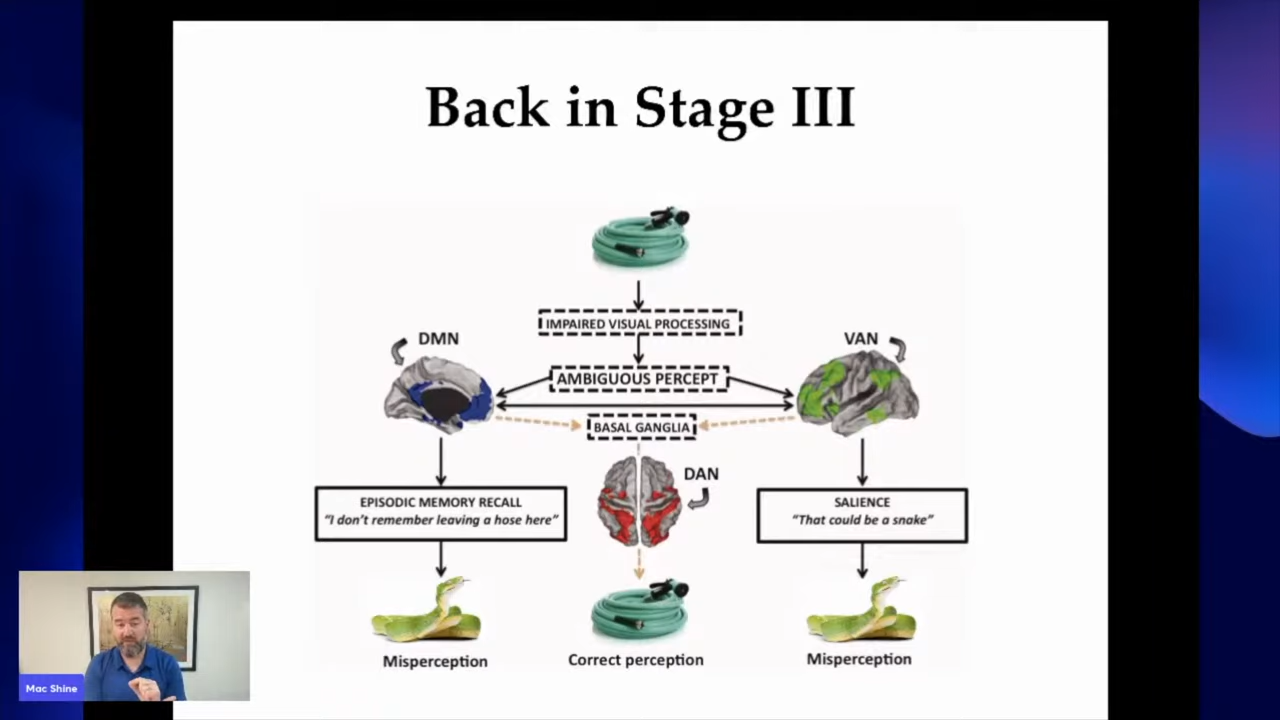 Back in Stage III
IMPAIRED VISUAL PROCESSING
DMN
VAN
AMBIGUOUS PERCEPT
BASAL GANGLIA
DAN
EPISODIC MEMORY RECALL
"I don't remember leaving a hose here"
SALIENCE
"That could be a snake"
Misperception
Correct perception
Misperception
Mac Shine